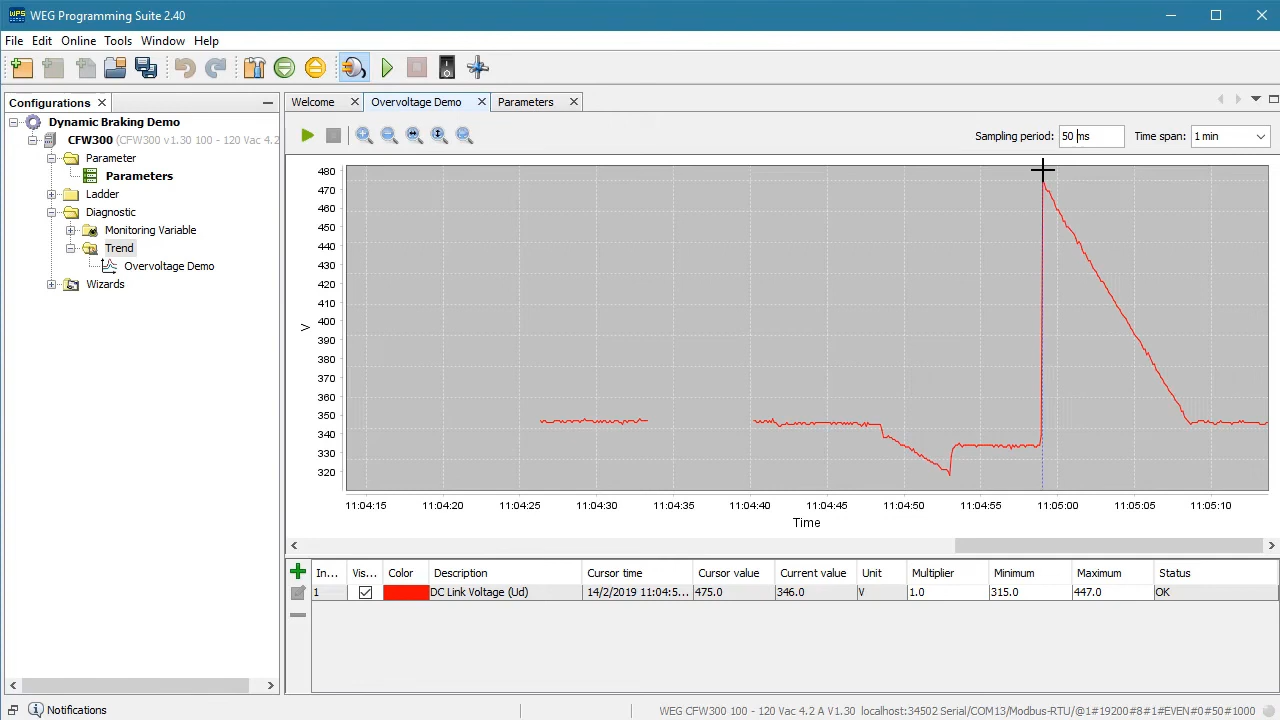 WEG Programming Suite 2.40
File Edit Online Tools Window Help
Configurations
Dynamic Braking Demo
CFW300 (CFW300 v1.30 100 - 120 Vac 4.2
Parameter
Parameters
Ladder
Diagnostic
Monitoring Variable
Trend
Overvoltage Demo
Wizards
Welcome Overvoltage Demo Parameters
Sampling period: 50 ms Time span: 1 min
480
470
460
450
440
430
420
410
400
390
380
370
360
350
340
330
320
V
11:04:15 11:04:20 11:04:25 11:04:30 11:04:35 11:04:40 11:04:45 11:04:50 11:04:55 11:05:00 11:05:05 11:05:10
Time
In... Vis... Color Description Cursor time Cursor value Current value Unit Multiplier Minimum Maximum Status
1 DC Link Voltage (Ud) 14/2/2019 11:04:5... 475.0 346.0 V 1.0 315.0 447.0 OK
Notifications
WEG CFW300 100 - 120 Vac 4.2 A V1.30 localhost:34502 Serial/COM13/Modbus-RTU/@1#19200#8#1#EVEN#0#50#1000